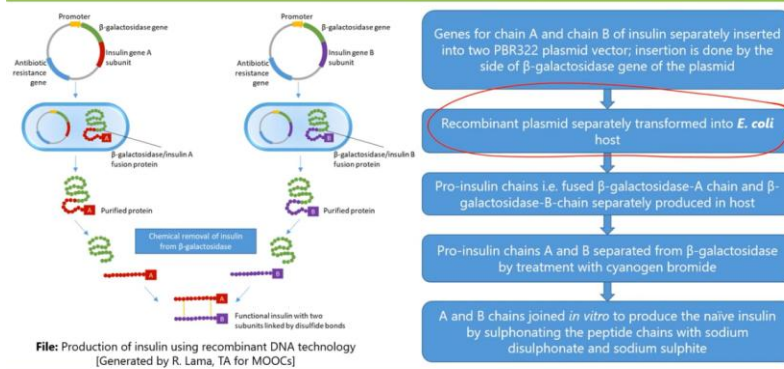 Promoter
β-galactosidase gene
Insulin gene A
subunit
Antibiotic
resistance
gene
β-galactosidase/insulin A
fusion protein
A
Purified protein
Promoter
β-galactosidase gene
Insulin gene B
subunit
Antibiotic
resistance
gene
β-galactosidase/insulin B
fusion protein
B
Purified protein
Chemical removal of insulin
from β-galactosidase
A
B
A
B
Functional insulin with two
subunits linked by disulfide bonds
File: Production of insulin using recombinant DNA technology
[Generated by R. Lama, TA for MOOCs]
Genes for chain A and chain B of insulin separately inserted
into two PBR322 plasmid vector; insertion is done by the
side of β-galactosidase gene of the plasmid
Recombinant plasmid separately transformed into E. coli
host
Pro-insulin chains i.e. fused β-galactosidase-A chain and β-
galactosidase-B-chain separately produced in host
Pro-insulin chains A and B separated from β-galactosidase
by treatment with cyanogen bromide
A and B chains joined in vitro to produce the naïve insulin
by sulphonating the peptide chains with sodium
disulphonate and sodium sulphite